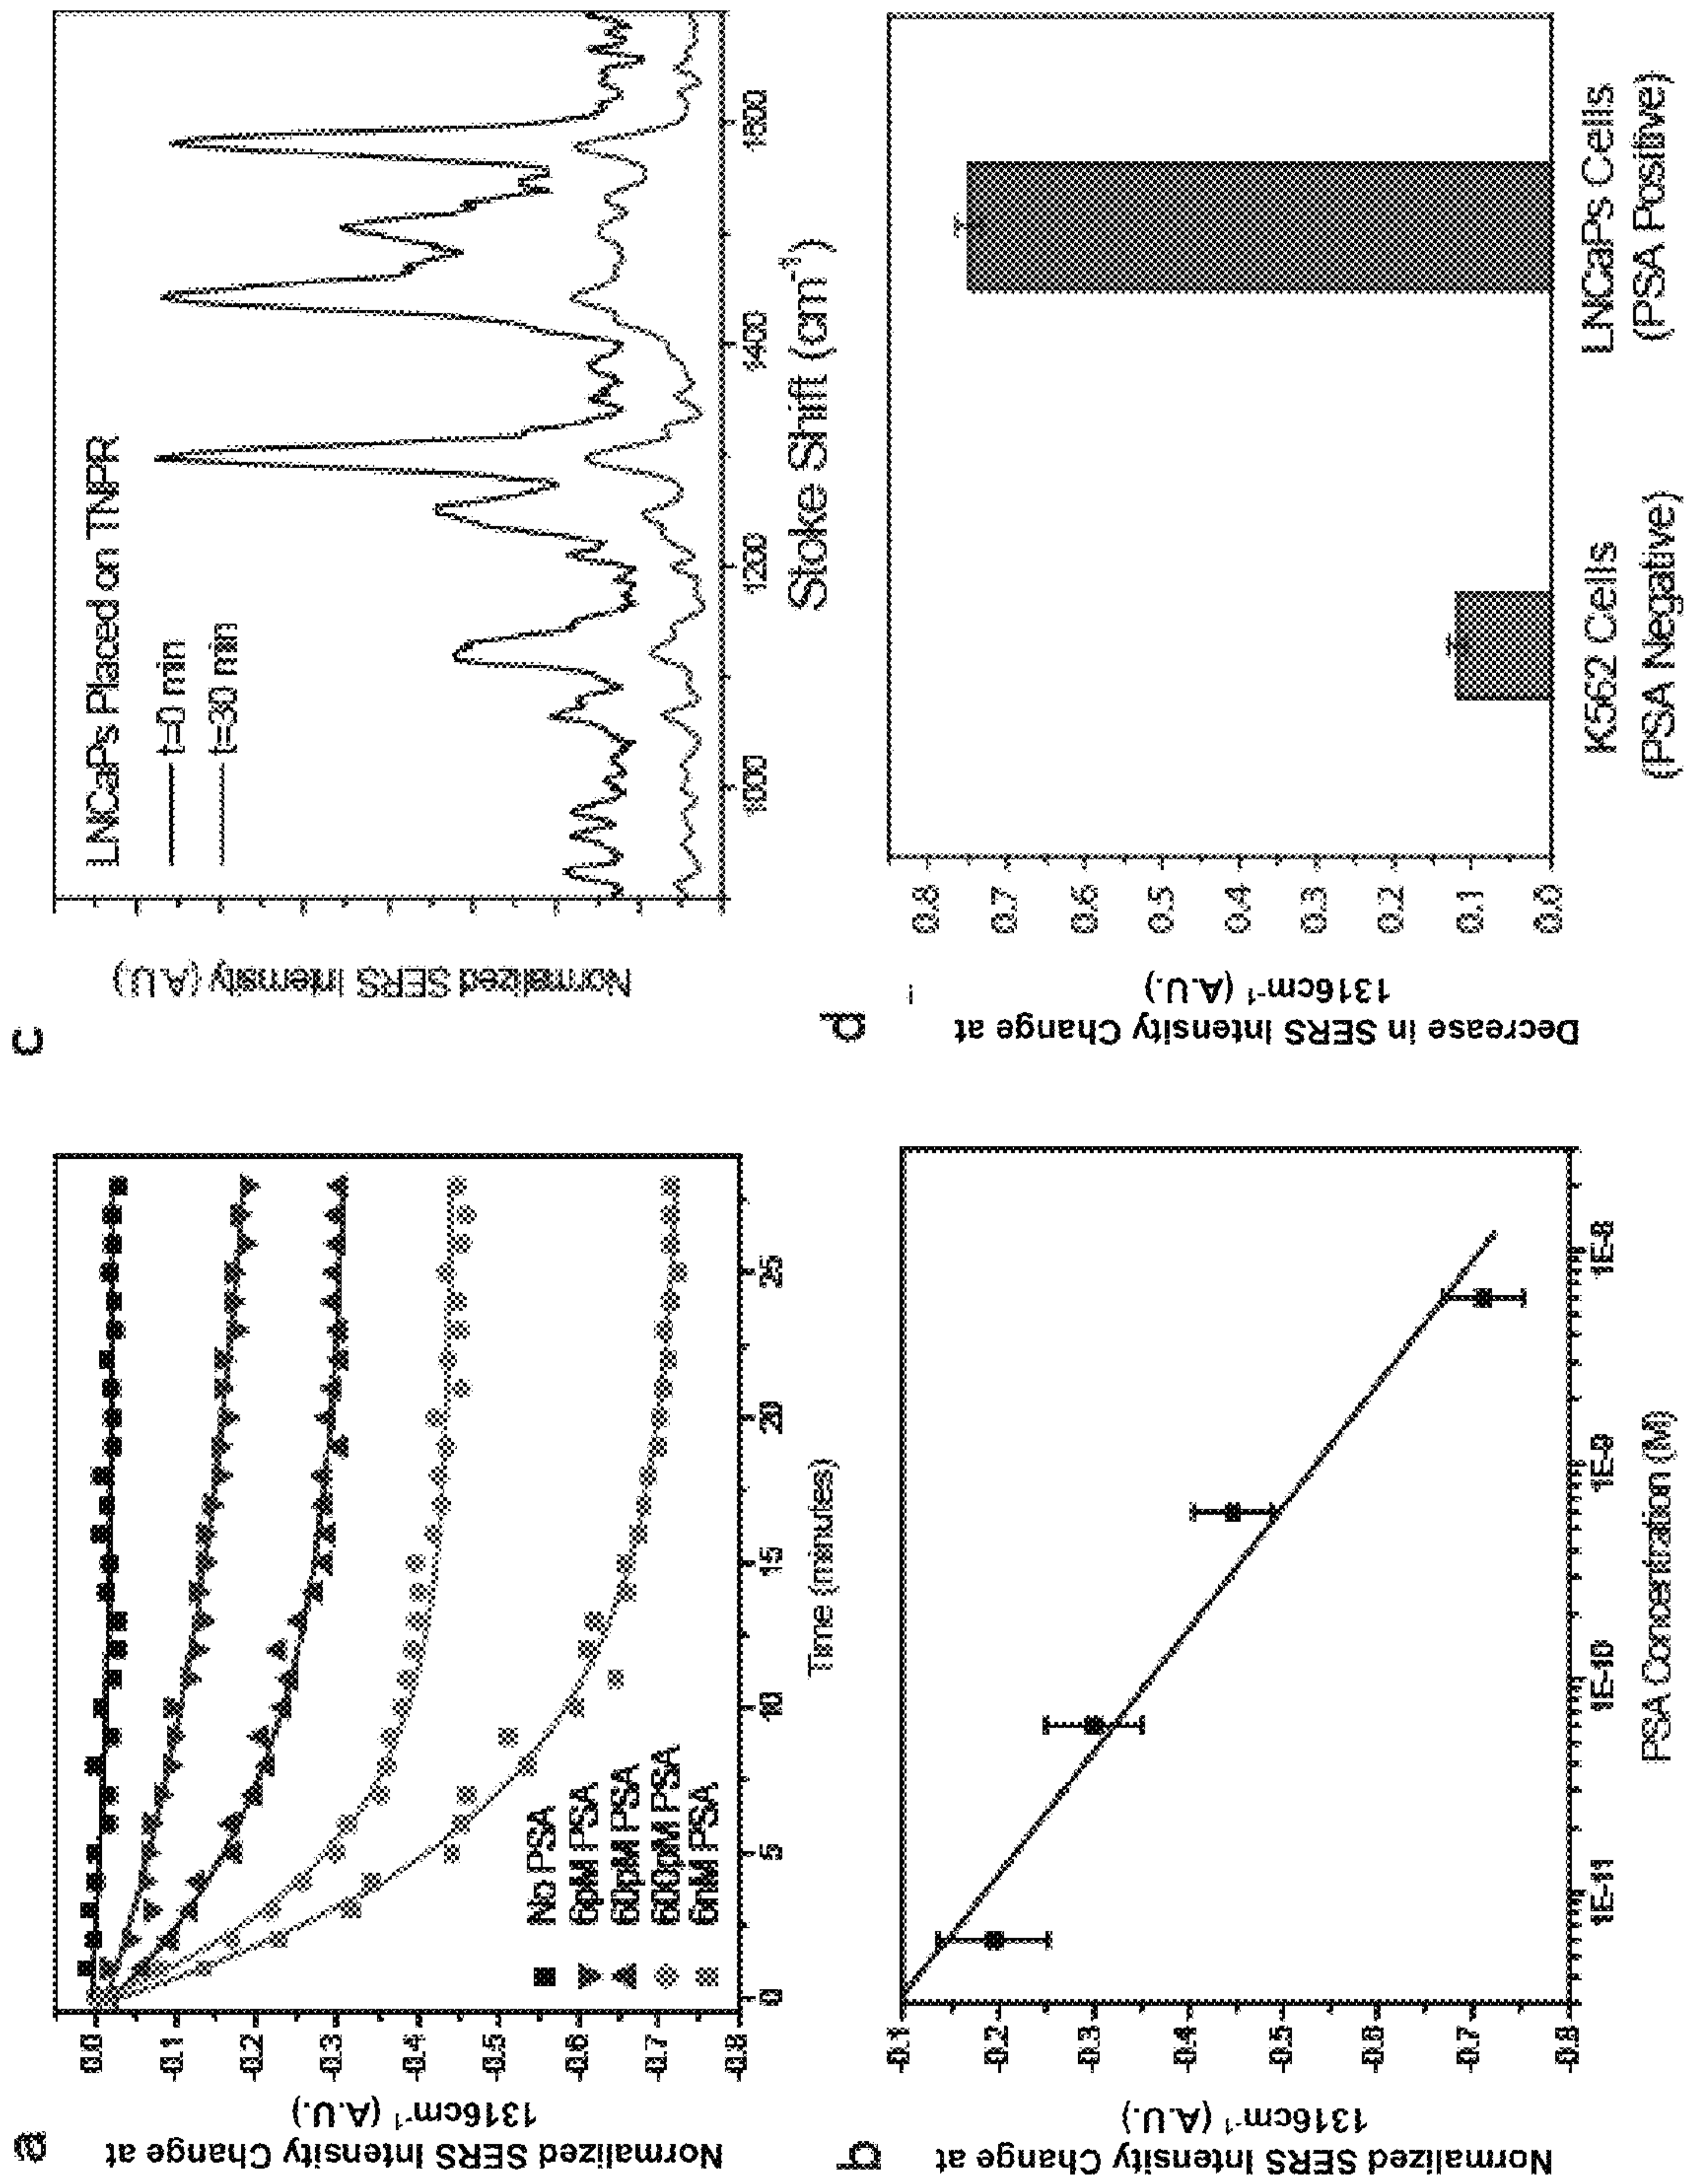 a
Normalized SERS Intensity Change at
1316cm⁻¹ (A.U.)
0.0
-0.1
-0.2
-0.3
-0.4
-0.5
-0.6
-0.7
-0.8
No PSA
6pM PSA
60pM PSA
600pM PSA
6nM PSA
0
5
10
15
20
25
Time (minutes)
b
Normalized SERS Intensity Change at
1316cm⁻¹ (A.U.)
-0.1
-0.2
-0.3
-0.4
-0.5
-0.6
-0.7
-0.8
1E-11
1E-10
1E-9
1E-8
PSA Concentration (M)
c
Normalized SERS Intensity (A.U.)
LNCaPs Placed on TNPR
t=0 min
t=30 min
1000
1200
1400
1600
Stoke Shift (cm⁻¹)
d
Decrease in SERS Intensity Change at
1316cm⁻¹ (A.U.)
0.8
0.7
0.6
0.5
0.4
0.3
0.2
0.1
0.0
K562 Cells
(PSA Negative)
LNCaPs Cells
(PSA Positive)